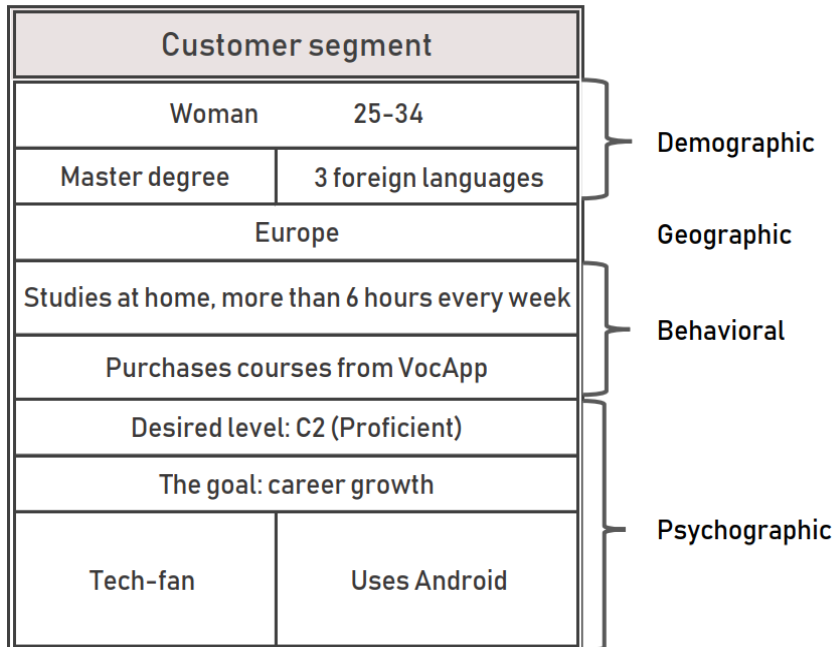 Customer segment
Woman 25-34
Demographic
Master degree 3 foreign languages
Europe
Geographic
Studies at home, more than 6 hours every week
Behavioral
Purchases courses from VocApp
Desired level: C2 (Proficient)
The goal: career growth
Psychographic
Tech-fan Uses Android